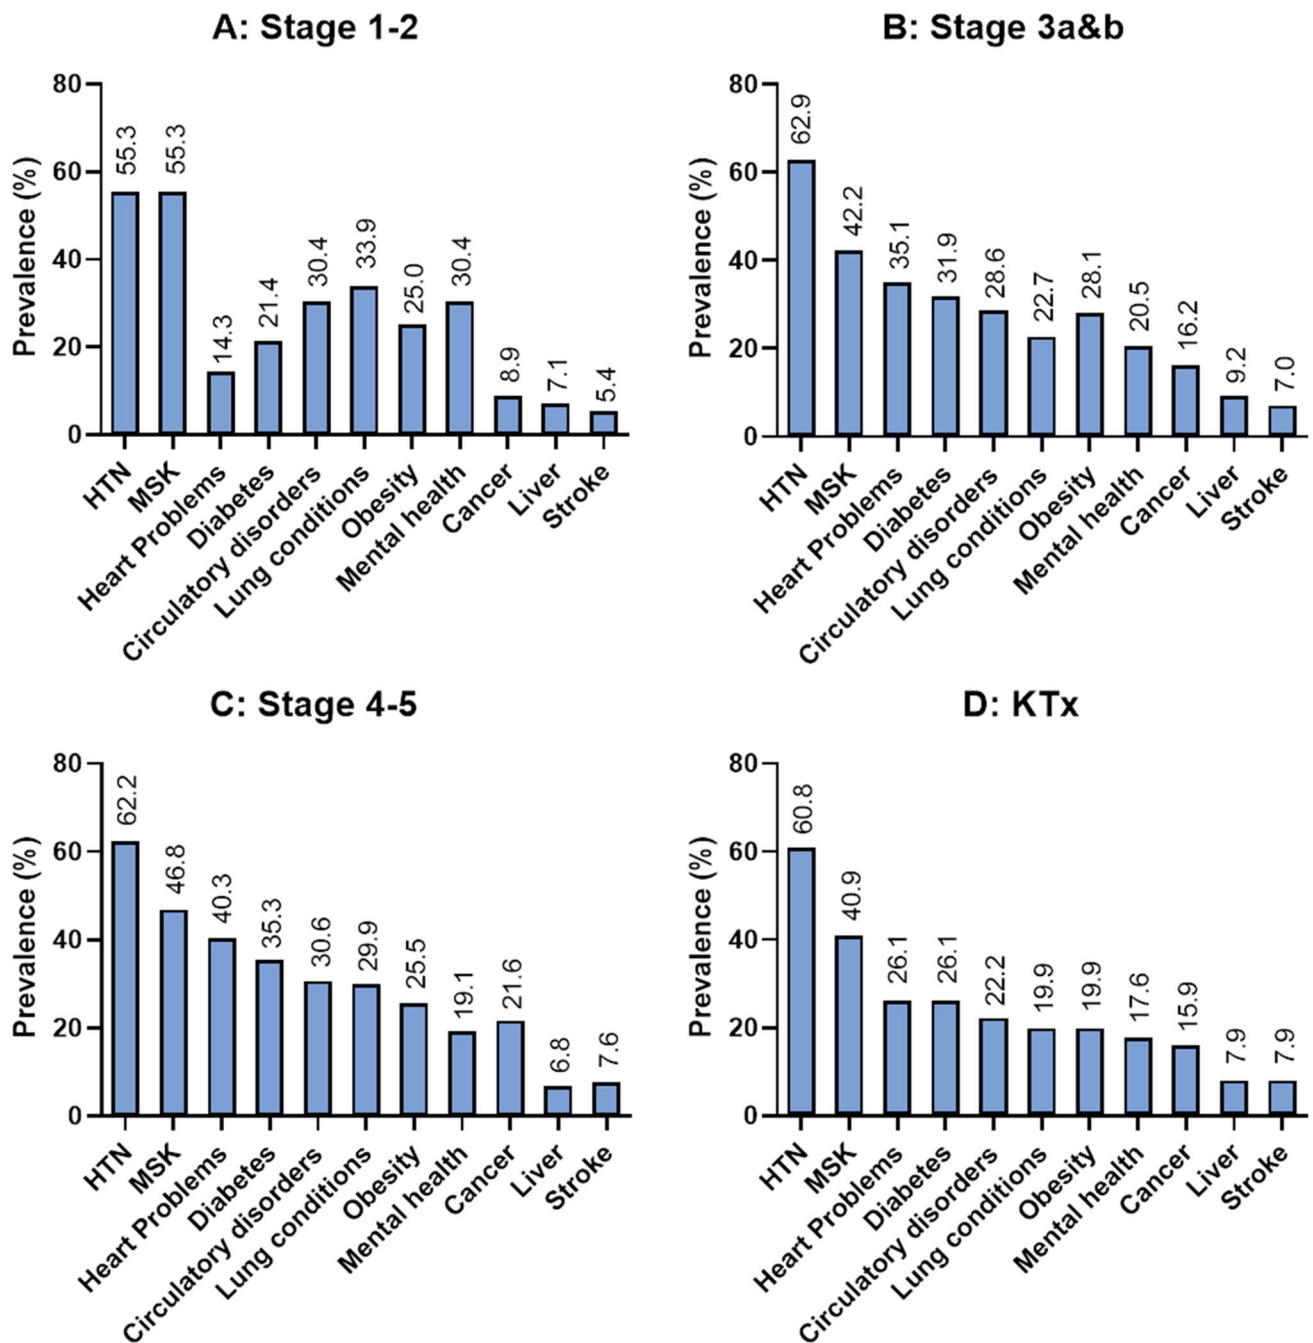 A: Stage 1-2
Prevalence (%)
80
60
40
20
0
55.3
55.3
14.3
21.4
30.4
33.9
25.0
30.4
8.9
7.1
5.4
HTN
MSK
Heart Problems
Diabetes
Circulatory disorders
Lung conditions
Obesity
Mental health
Cancer
Liver
Stroke
B: Stage 3a&b
Prevalence (%)
80
60
40
20
0
62.9
42.2
35.1
31.9
28.6
22.7
28.1
20.5
16.2
9.2
7.0
HTN
MSK
Heart Problems
Diabetes
Circulatory disorders
Lung conditions
Obesity
Mental health
Cancer
Liver
Stroke
C: Stage 4-5
Prevalence (%)
80
60
40
20
0
62.2
46.8
40.3
35.3
30.6
29.9
25.5
19.1
21.6
6.8
7.6
HTN
MSK
Heart Problems
Diabetes
Circulatory disorders
Lung conditions
Obesity
Mental health
Cancer
Liver
Stroke
D: KTx
Prevalence (%)
80
60
40
20
0
60.8
40.9
26.1
26.1
22.2
19.9
19.9
17.6
15.9
7.9
7.9
HTN
MSK
Heart Problems
Diabetes
Circulatory disorders
Lung conditions
Obesity
Mental health
Cancer
Liver
Stroke